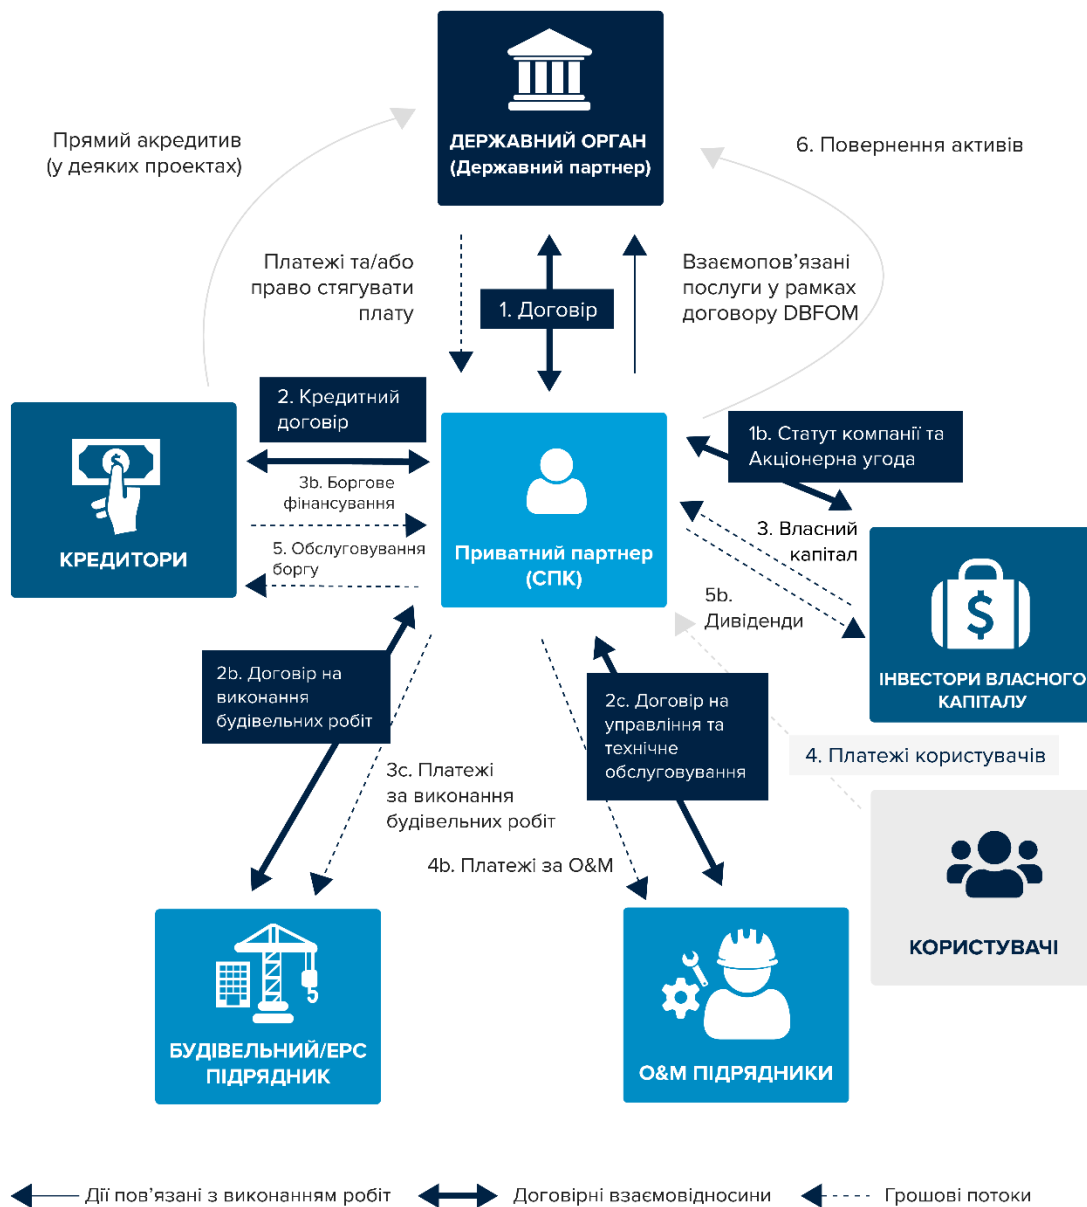 ДЕРЖАВНИЙ ОРГАН
(Державний партнер)
Прямий акредитив
(у деяких проектах)
6. Повернення активів
Платежі та/або
право стягувати
плату
1. Договір
Взаємопов’язані
послуги у рамках
договору DBFOM
2. Кредитний
договір
1b. Статут компанії та
Акціонерна угода
КРЕДИТОРИ
3b. Боргове
фінансування
5. Обслуговування
боргу
Приватний партнер
(СПК)
3. Власний
капітал
5b.
Дивіденди
ІНВЕСТОРИ ВЛАСНОГО
КАПІТАЛУ
2b. Договір на
виконання
будівельних робіт
2c. Договір на
управління та
технічне
обслуговування
4. Платежі користувачів
3c. Платежі
за виконання
будівельних робіт
4b. Платежі за O&M
КОРИСТУВАЧІ
БУДІВЕЛЬНИЙ/EPC
ПІДРЯДНИК
O&M ПІДРЯДНИКИ
Дії пов’язані з виконанням робіт
Договірні взаємовідносини
Грошові потоки